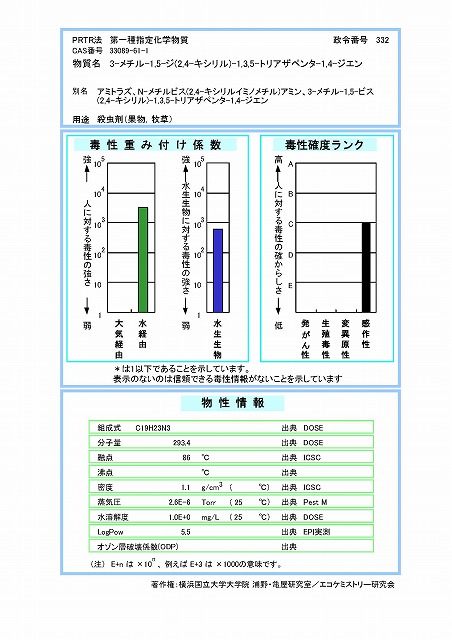 PRTR法 第一種指定化学物質 政令番号 332
CAS番号 33089-61-1
物質名 3-メチル-1,5-ジ(2,4-キシリル)-1,3,5-トリアザペンタ-1,4-ジエン
別名 アミトラズ、N-メチルビス(2,4-キシリルイミノメチル)アミン、3-メチル-1,5-ビス
(2,4-キシリル)-1,3,5-トリアザペンタ-1,4-ジエン
用途 殺虫剤(果物, 牧草)
毒性重み付け係数
強 人に対する毒性の強さ 弱
10⁵
10⁴
10³
10²
10
1
大気経由 水経由
強 水生生物に対する毒性の強さ 弱
10⁵
10⁴
10³
10²
10
1
水生生物
毒性確度ランク
高 人に対する毒性の確からしさ 低
A
B
C
D
E
発がん性 生殖毒性 変異原性 感作性
*は1以下であることを示しています。
表示のないのは信頼できる毒性情報がないことを示しています
物性情報
組成式 C19H23N3 出典 DOSE
分子量 293.4 出典 DOSE
融点 86 ℃ 出典 ICSC
沸点 ℃ 出典
密度 1.1 g/cm³ ( ℃) 出典 ICSC
蒸気圧 2.6E-6 Torr ( 25 ℃) 出典 Pest M
水溶解度 1.0E+0 mg/L ( 25 ℃) 出典 DOSE
LogPow 5.5 出典 EPI実測
オゾン層破壊係数(ODP) 出典
(注) E+n は ×10ⁿ 、例えば E+3 は ×1000の意味です。
著作権:横浜国立大学大学院 浦野・亀屋研究室/エコケミストリー研究会